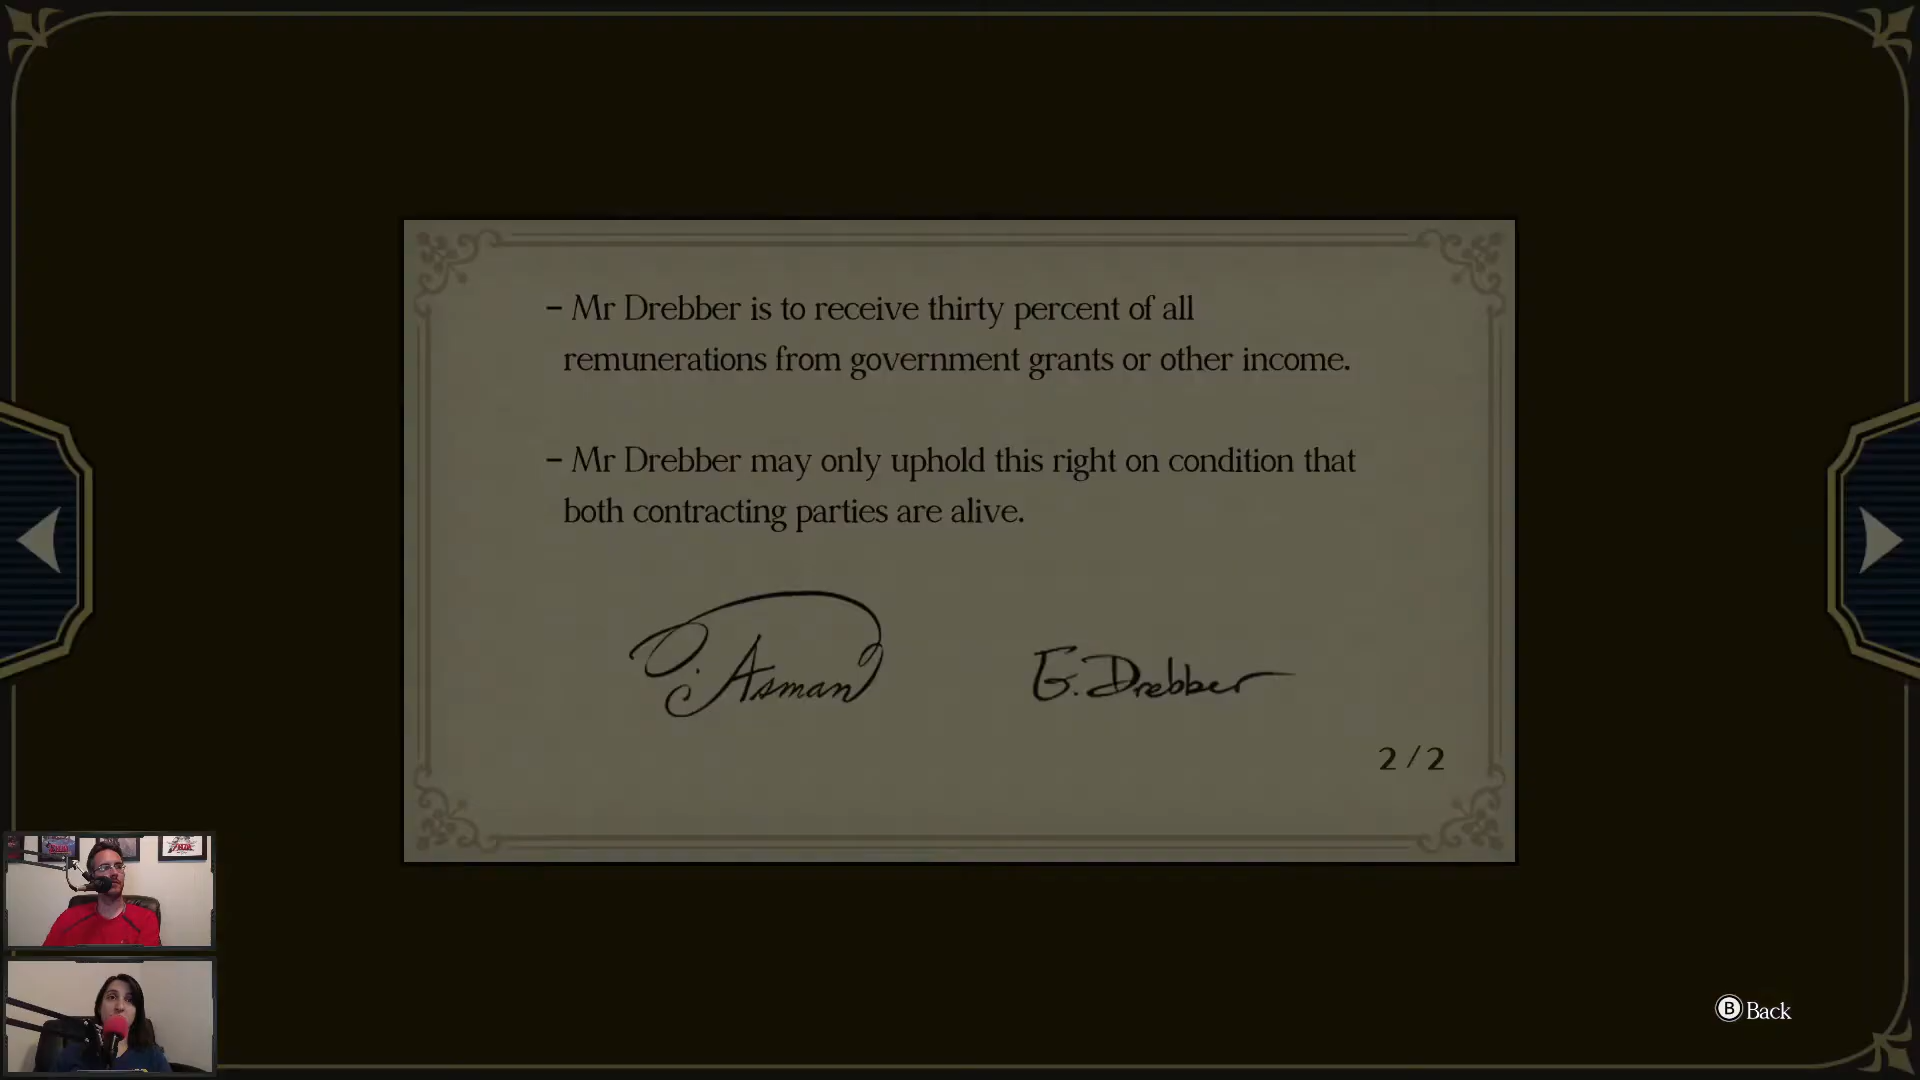 - Mr Drebber is to receive thirty percent of all
remunerations from government grants or other income.
- Mr Drebber may only uphold this right on condition that
both contracting parties are alive.
Asman
E. Drebber
2 / 2
B Back